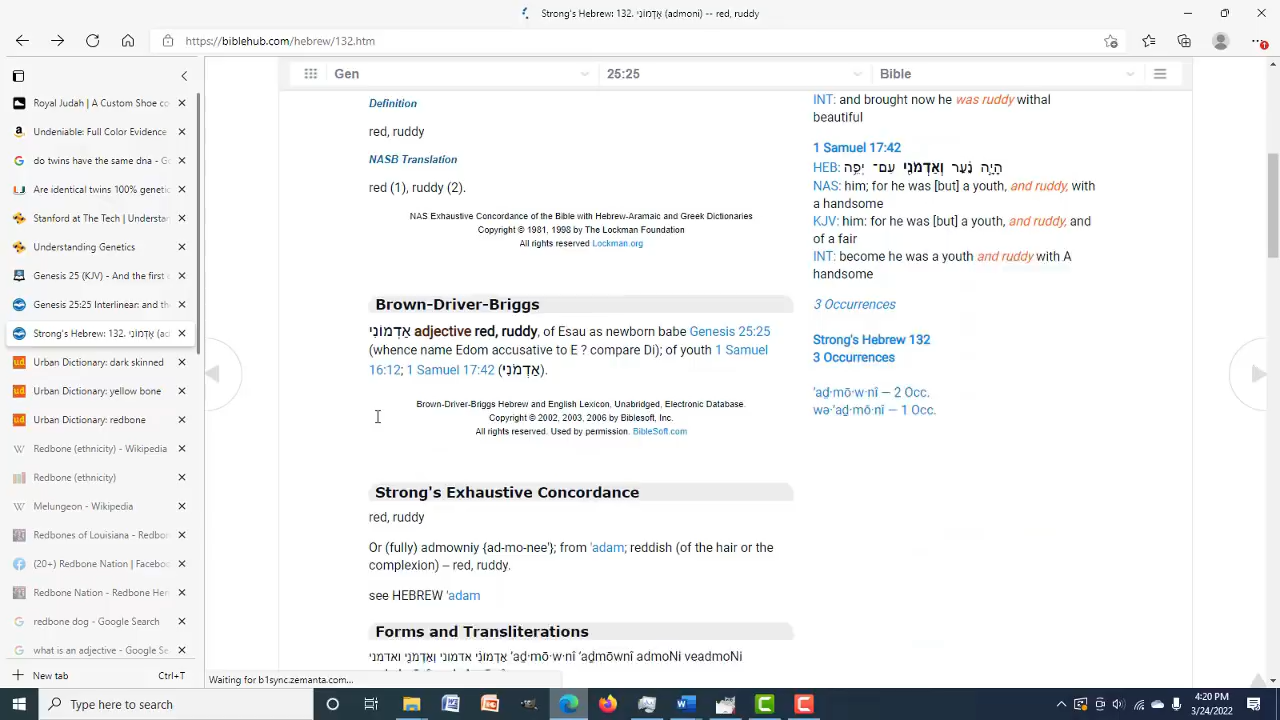 Strong's Hebrew: 132. אַדְמוֹנִי (admoni) -- red, ruddy
https://biblehub.com/hebrew/132.htm
Royal Judah | A Custom Shoe co
Undeniable: Full Color Evidence
do twins have the same dna - Go
Are identical twins 100% genetic
Stanford at The Tech | Understan
Understanding Genetics
Genesis 25 (KJV) - And the first
Genesis 25:25 Interlinear: and th
Strong's Hebrew: 132. אַדְמוֹנִי
Urban Dictionary: dark skinned
Urban Dictionary: yellow bone
Urban Dictionary: redbone
Redbone (ethnicity) - Wikipedia
Redbone (ethnicity)
Melungeon - Wikipedia
Redbones of Louisiana - Redbo
(20+) Redbone Nation | Faceboo
Redbone Nation - Redbone Her
redbone dog - Google Search
what is an adjective - Google Se
New tab Ctrl+T
Gen 25:25 Bible
Definition
red, ruddy
NASB Translation
red (1), ruddy (2).
NAS Exhaustive Concordance of the Bible with Hebrew-Aramaic and Greek Dictionaries
Copyright © 1981, 1998 by The Lockman Foundation
All rights reserved Lockman.org
Brown-Driver-Briggs
אַדְמוֹנִי adjective red, ruddy, of Esau as newborn babe Genesis 25:25
(whence name Edom accusative to E ? compare Di); of youth 1 Samuel
16:12; 1 Samuel 17:42 (אַדְמֹנִי).
Brown-Driver-Briggs Hebrew and English Lexicon, Unabridged, Electronic Database.
Copyright © 2002, 2003, 2006 by Biblesoft, Inc.
All rights reserved. Used by permission. BibleSoft.com
Strong's Exhaustive Concordance
red, ruddy
Or (fully) admowniy {ad-mo-nee'}; from 'adam; reddish (of the hair or the
complexion) -- red, ruddy.
see HEBREW 'adam
Forms and Transliterations
אַדְמוֹנִ֔י אדמוני וְאַדְמֹנִ֖י ואדמני 'aḏ·mō·w·nî 'aḏmōwnî admoNi veadmoNi
INT: and brought now he was ruddy withal
beautiful
1 Samuel 17:42
HEB: הָיָ֣ה נַ֔עַר וְאַדְמֹנִ֖י עִם־ יְפֵ֥ה
NAS: him; for he was [but] a youth, and ruddy, with
a handsome
KJV: him: for he was [but] a youth, and ruddy, and
of a fair
INT: become he was a youth and ruddy with A
handsome
3 Occurrences
Strong's Hebrew 132
3 Occurrences
'aḏ·mō·w·nî — 2 Occ.
wə·'aḏ·mō·nî — 1 Occ.
Waiting for b1sync.zemanta.com...
Type here to search
4:20 PM
3/24/2022